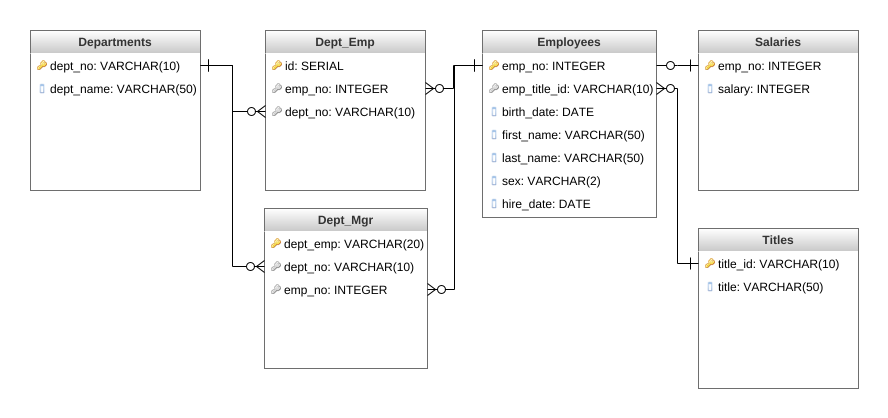 Departments
dept_no: VARCHAR(10)
dept_name: VARCHAR(50)
Dept_Emp
id: SERIAL
emp_no: INTEGER
dept_no: VARCHAR(10)
Dept_Mgr
dept_emp: VARCHAR(20)
dept_no: VARCHAR(10)
emp_no: INTEGER
Employees
emp_no: INTEGER
emp_title_id: VARCHAR(10)
birth_date: DATE
first_name: VARCHAR(50)
last_name: VARCHAR(50)
sex: VARCHAR(2)
hire_date: DATE
Salaries
emp_no: INTEGER
salary: INTEGER
Titles
title_id: VARCHAR(10)
title: VARCHAR(50)